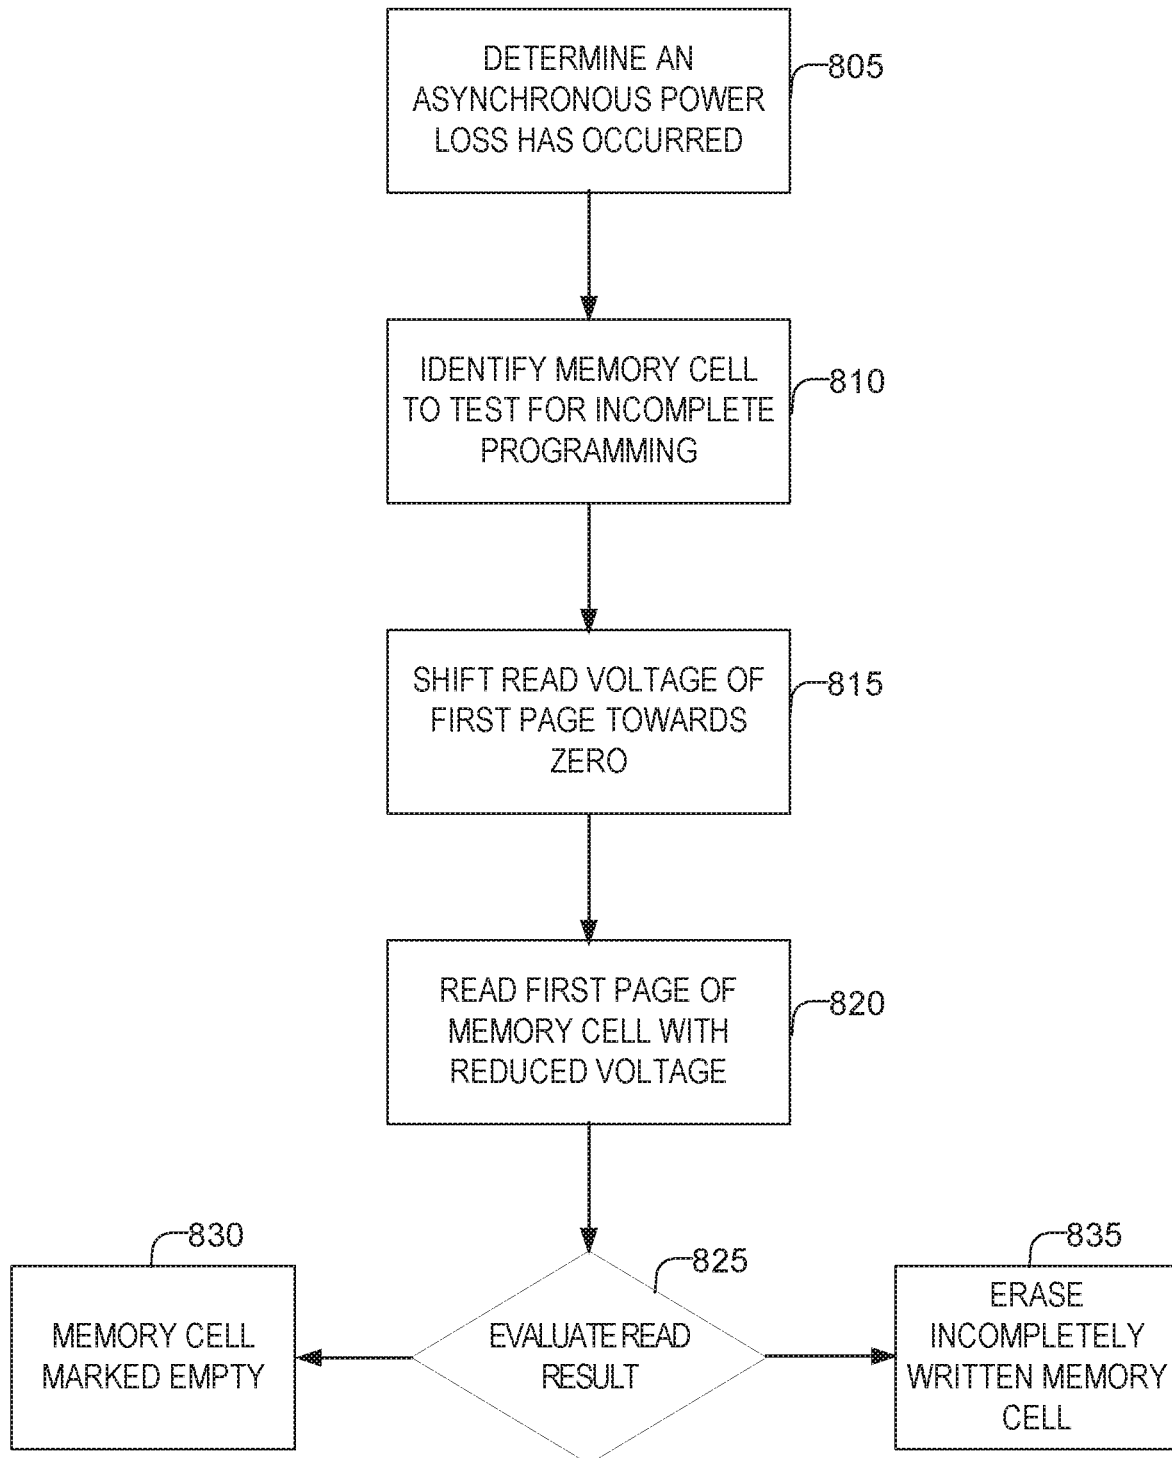 DETERMINE AN
ASYNCHRONOUS POWER
LOSS HAS OCCURRED
805
IDENTIFY MEMORY CELL
TO TEST FOR INCOMPLETE
PROGRAMMING
810
SHIFT READ VOLTAGE OF
FIRST PAGE TOWARDS
ZERO
815
READ FIRST PAGE OF
MEMORY CELL WITH
REDUCED VOLTAGE
820
830
MEMORY CELL
MARKED EMPTY
825
EVALUATE READ
RESULT
835
ERASE
INCOMPLETELY
WRITTEN MEMORY
CELL